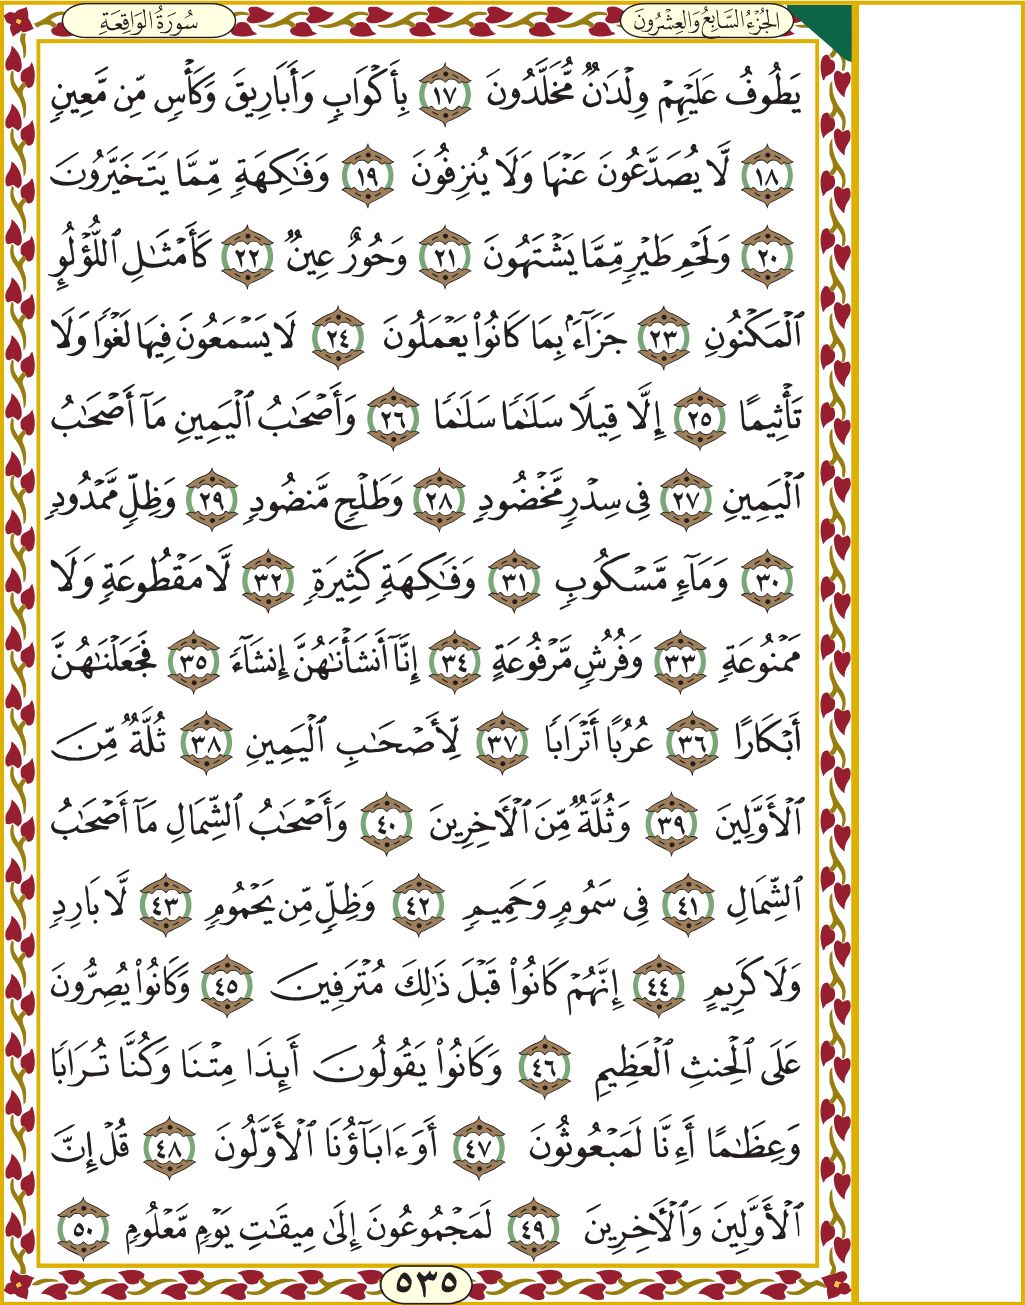 الجُزْءُ السَّابِعُ وَالعِشْرُونَ
سُورَةُ الوَاقِعَةِ
يَطُوفُ عَلَيۡهِمۡ وِلۡدَٰنٞ مُّخَلَّدُونَ ١٧ بِأَكۡوَابٖ وَأَبَارِيقَ وَكَأۡسٖ مِّن مَّعِينٖ
١٨ لَّا يُصَدَّعُونَ عَنۡهَا وَلَا يُنزِفُونَ ١٩ وَفَٰكِهَةٖ مِّمَّا يَتَخَيَّرُونَ
٢٠ وَلَحۡمِ طَيۡرٖ مِّمَّا يَشۡتَهُونَ ٢١ وَحُورٌ عِينٞ ٢٢ كَأَمۡثَٰلِ ٱللُّؤۡلُوِٕ
ٱلۡمَكۡنُونِ ٢٣ جَزَآءَۢ بِمَا كَانُواْ يَعۡمَلُونَ ٢٤ لَا يَسۡمَعُونَ فِيهَا لَغۡوٗا وَلَا
تَأۡثِيمًا ٢٥ إِلَّا قِيلٗا سَلَٰمٗا سَلَٰمٗا ٢٦ وَأَصۡحَٰبُ ٱلۡيَمِينِ مَآ أَصۡحَٰبُ
ٱلۡيَمِينِ ٢٧ فِي سِدۡرٖ مَّخۡضُودٖ ٢٨ وَطَلۡحٖ مَّنضُودٖ ٢٩ وَظِلّٖ مَّمۡدُودٖ
٣٠ وَمَآءٖ مَّسۡكُوبٖ ٣١ وَفَٰكِهَةٖ كَثِيرَةٖ ٣٢ لَّا مَقۡطُوعَةٖ وَلَا
مَمۡنُوعَةٖ ٣٣ وَفُرُشٖ مَّرۡفُوعَةٍ ٣٤ إِنَّآ أَنشَأۡنَٰهُنَّ إِنشَآءٗ ٣٥ فَجَعَلۡنَٰهُنَّ
أَبۡكَارًا ٣٦ عُرُبًا أَتۡرَابٗا ٣٧ لِّأَصۡحَٰبِ ٱلۡيَمِينِ ٣٨ ثُلَّةٞ مِّنَ
ٱلۡأَوَّلِينَ ٣٩ وَثُلَّةٞ مِّنَ ٱلۡأٓخِرِينَ ٤٠ وَأَصۡحَٰبُ ٱلشِّمَالِ مَآ أَصۡحَٰبُ
ٱلشِّمَالِ ٤١ فِي سَمُومٖ وَحَمِيمٖ ٤٢ وَظِلّٖ مِّن يَحۡمُومٖ ٤٣ لَّا بَارِدٖ
وَلَا كَرِيمٍ ٤٤ إِنَّهُمۡ كَانُواْ قَبۡلَ ذَٰلِكَ مُتۡرَفِينَ ٤٥ وَكَانُواْ يُصِرُّونَ
عَلَى ٱلۡحِنثِ ٱلۡعَظِيمِ ٤٦ وَكَانُواْ يَقُولُونَ أَئِذَا مِتۡنَا وَكُنَّا تُرَابٗا
وَعِظَٰمًا أَءِنَّا لَمَبۡعُوثُونَ ٤٧ أَوَءَابَآؤُنَا ٱلۡأَوَّلُونَ ٤٨ قُلۡ إِنَّ
ٱلۡأَوَّلِينَ وَٱلۡأٓخِرِينَ ٤٩ لَمَجۡمُوعُونَ إِلَىٰ مِيقَٰتِ يَوۡمٖ مَّعۡلُومٖ ٥٠
٥٣٥